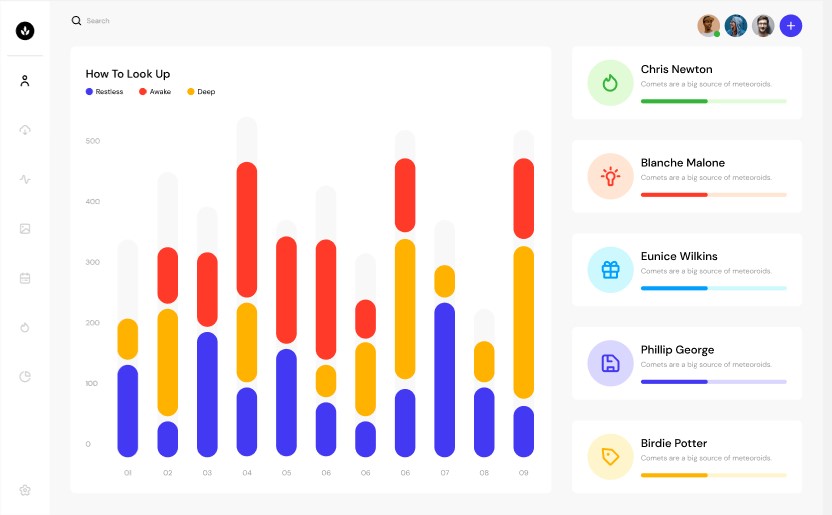 Search
How To Look Up
Restless Awake Deep
500
400
300
200
100
0
01 02 03 04 05 06 06 06 07 08 09
Chris Newton
Comets are a big source of meteoroids.
Blanche Malone
Comets are a big source of meteoroids.
Eunice Wilkins
Comets are a big source of meteoroids.
Phillip George
Comets are a big source of meteoroids.
Birdie Potter
Comets are a big source of meteoroids.